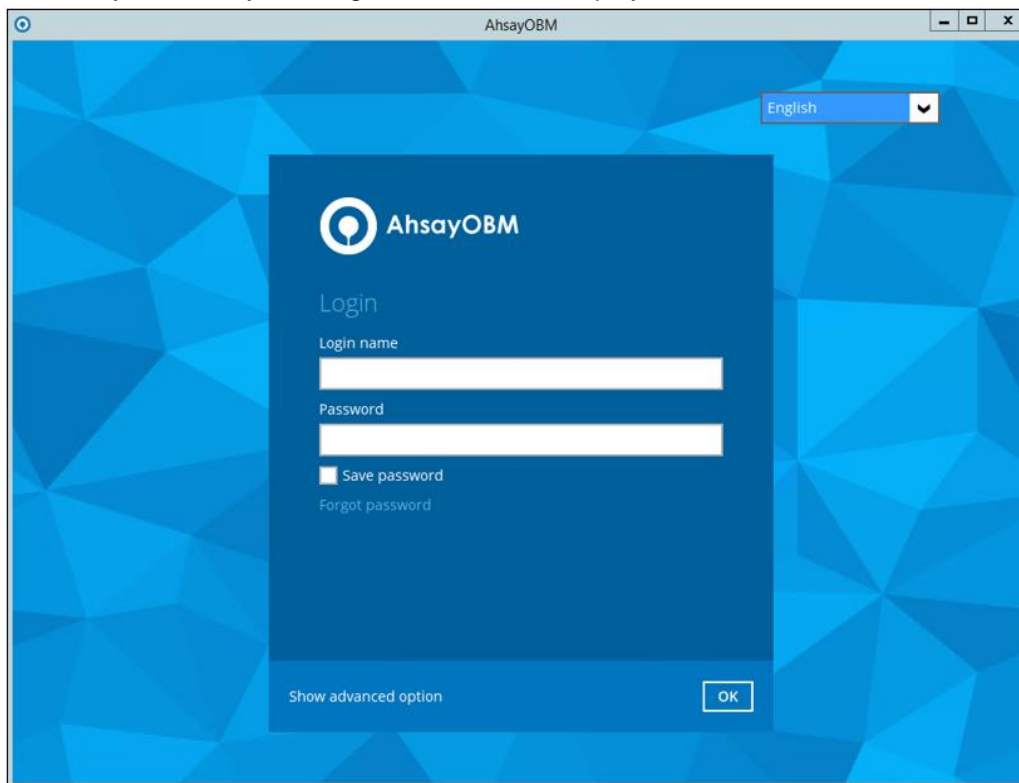 AhsayOBM
English
AhsayOBM
Login
Login name
Password
Save password
Forgot password
Show advanced option
OK